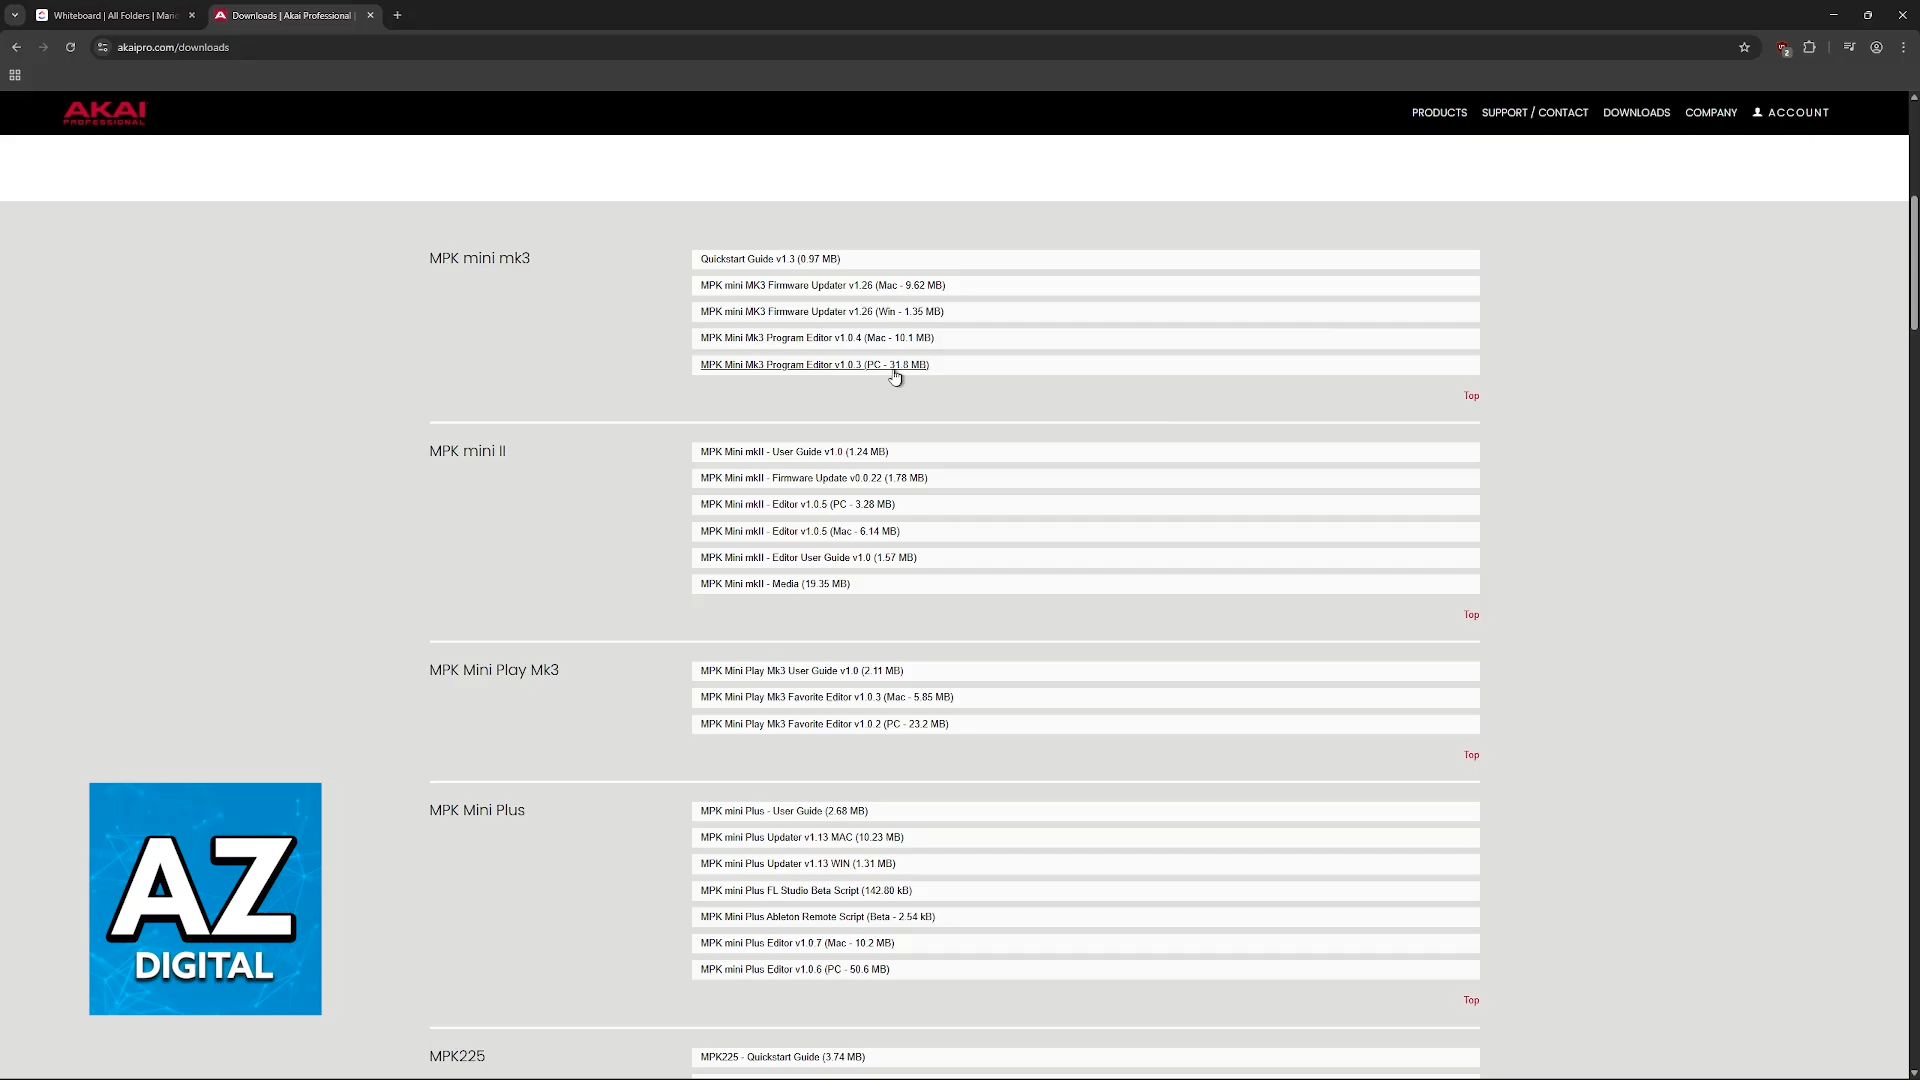 Whiteboard | All Folders | Mario
Downloads | Akai Professional |
akaipro.com/downloads
2
AKAI
PROFESSIONAL
PRODUCTS
SUPPORT / CONTACT
DOWNLOADS
COMPANY
ACCOUNT
MPK mini mk3
Quickstart Guide v1.3 (0.97 MB)
MPK mini MK3 Firmware Updater v1.26 (Mac - 9.62 MB)
MPK mini MK3 Firmware Updater v1.26 (Win - 1.35 MB)
MPK Mini Mk3 Program Editor v1.0.4 (Mac - 10.1 MB)
MPK Mini Mk3 Program Editor v1.0.3 (PC - 31.8 MB)
Top
MPK mini II
MPK Mini mkII - User Guide v1.0 (1.24 MB)
MPK Mini mkII - Firmware Update v0.0.22 (1.78 MB)
MPK Mini mkII - Editor v1.0.5 (PC - 3.28 MB)
MPK Mini mkII - Editor v1.0.5 (Mac - 6.14 MB)
MPK Mini mkII - Editor User Guide v1.0 (1.57 MB)
MPK Mini mkII - Media (19.35 MB)
Top
MPK Mini Play Mk3
MPK Mini Play Mk3 User Guide v1.0 (2.11 MB)
MPK Mini Play Mk3 Favorite Editor v1.0.3 (Mac - 5.85 MB)
MPK Mini Play Mk3 Favorite Editor v1.0.2 (PC - 23.2 MB)
Top
MPK Mini Plus
MPK mini Plus - User Guide (2.68 MB)
MPK mini Plus Updater v1.13 MAC (10.23 MB)
MPK mini Plus Updater v1.13 WIN (1.31 MB)
MPK mini Plus FL Studio Beta Script (142.80 kB)
MPK Mini Plus Ableton Remote Script (Beta - 2.54 kB)
MPK mini Plus Editor v1.0.7 (Mac - 10.2 MB)
MPK mini Plus Editor v1.0.6 (PC - 50.6 MB)
Top
MPK225
MPK225 - Quickstart Guide (3.74 MB)
AZ
DIGITAL